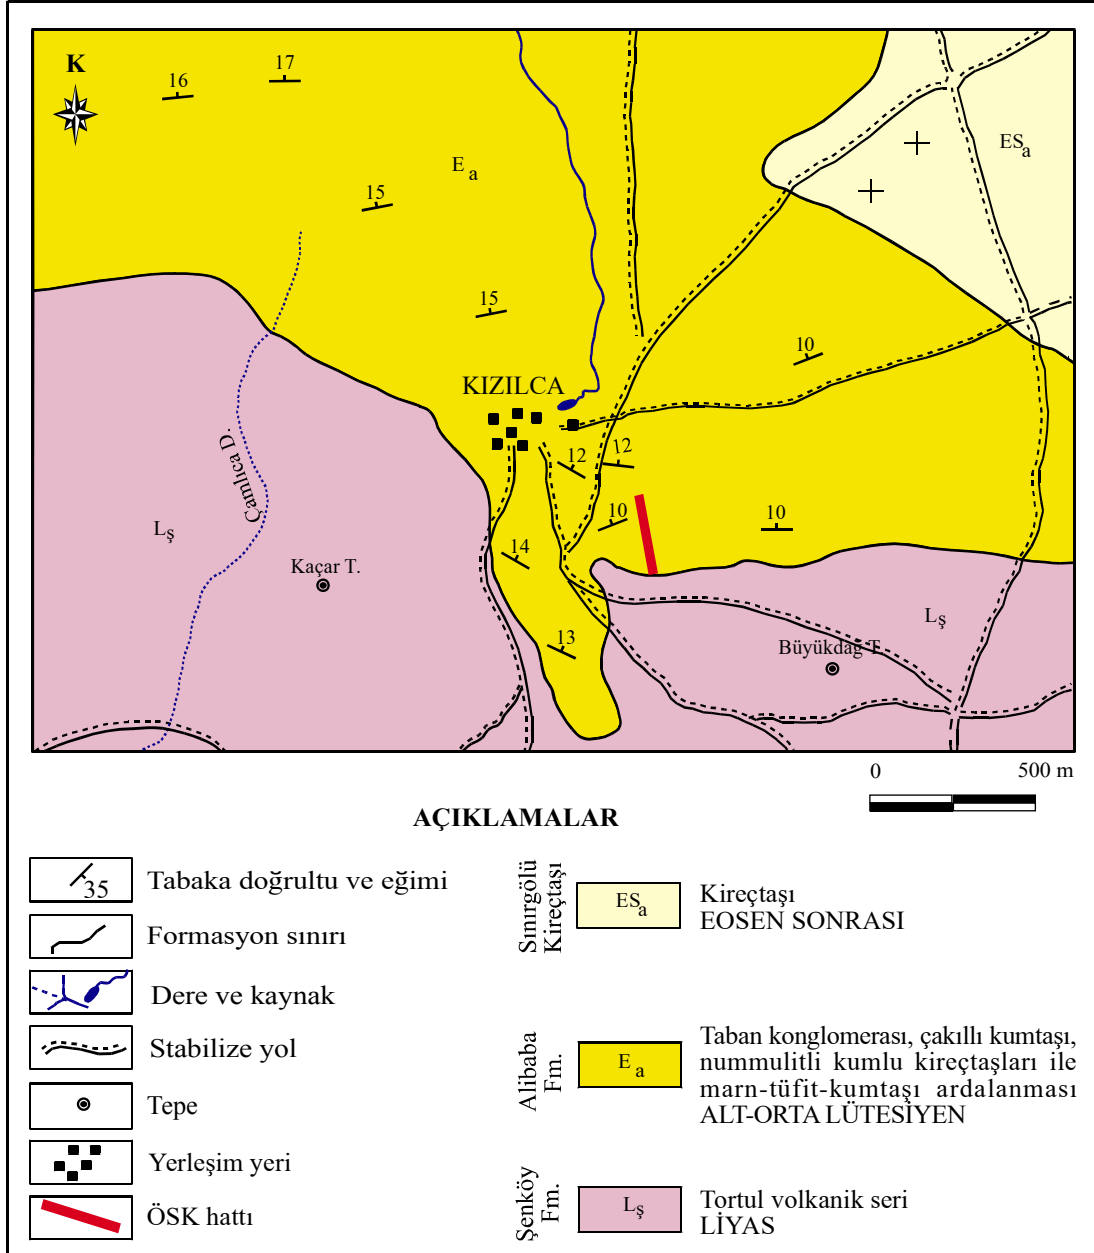 K
17
16
E a
ESa
15
15
10
KIZILCA
12
12
Çamlıca D.
10
10
Lş
14
Kaçar T.
Lş
13
Büyükdağ T.
0 500 m
AÇIKLAMALAR
35
Tabaka doğrultu ve eğimi
Formasyon sınırı
Dere ve kaynak
Stabilize yol
Tepe
Yerleşim yeri
ÖSK hattı
Sınırgölü
Kireçtaşı
ESa
Kireçtaşı
EOSEN SONRASI
Alibaba
Fm.
E a
Taban konglomerası, çakıllı kumtaşı,
nummulitli kumlu kireçtaşları ile
marn-tüfit-kumtaşı ardalanması
ALT-ORTA LÜTESİYEN
Şenköy
Fm.
Lş
Tortul volkanik seri
LİYAS